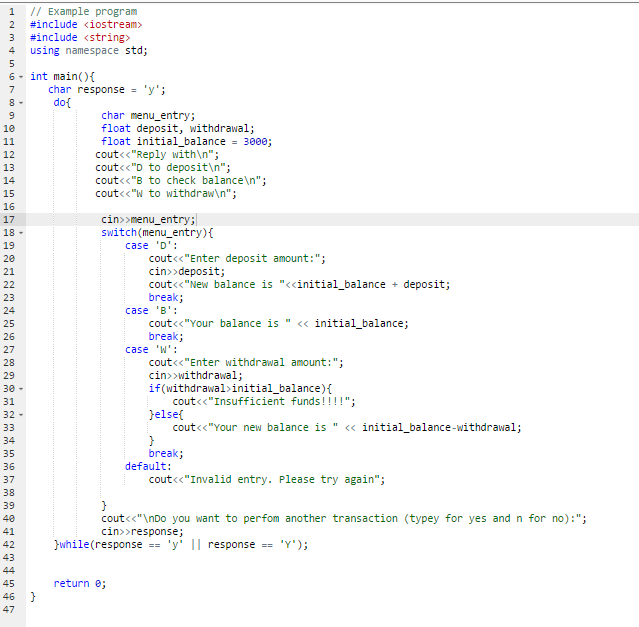 1 // Example program
2 #include <iostream>
3 #include <string>
4 using namespace std;
5
6 int main(){
7 char response = 'y';
8 do{
9 char menu_entry;
10 float deposit, withdrawal;
11 float initial_balance = 3000;
12 cout<<"Reply with\n";
13 cout<<"D to deposit\n";
14 cout<<"B to check balance\n";
15 cout<<"W to withdraw\n";
16
17 cin>>menu_entry;
18 switch(menu_entry){
19 case 'D':
20 cout<<"Enter deposit amount:";
21 cin>>deposit;
22 cout<<"New balance is "<<initial_balance + deposit;
23 break;
24 case 'B':
25 cout<<"Your balance is " << initial_balance;
26 break;
27 case 'W':
28 cout<<"Enter withdrawal amount:";
29 cin>>withdrawal;
30 if(withdrawal>initial_balance){
31 cout<<"Insufficient funds!!!!";
32 }else{
33 cout<<"Your new balance is " << initial_balance-withdrawal;
34 }
35 break;
36 default:
37 cout<<"Invalid entry. Please try again";
38
39 }
40 cout<<"\nDo you want to perfom another transaction (typey for yes and n for no):";
41 cin>>response;
42 }while(response == 'y' || response == 'Y');
43
44
45 return 0;
46 }
47